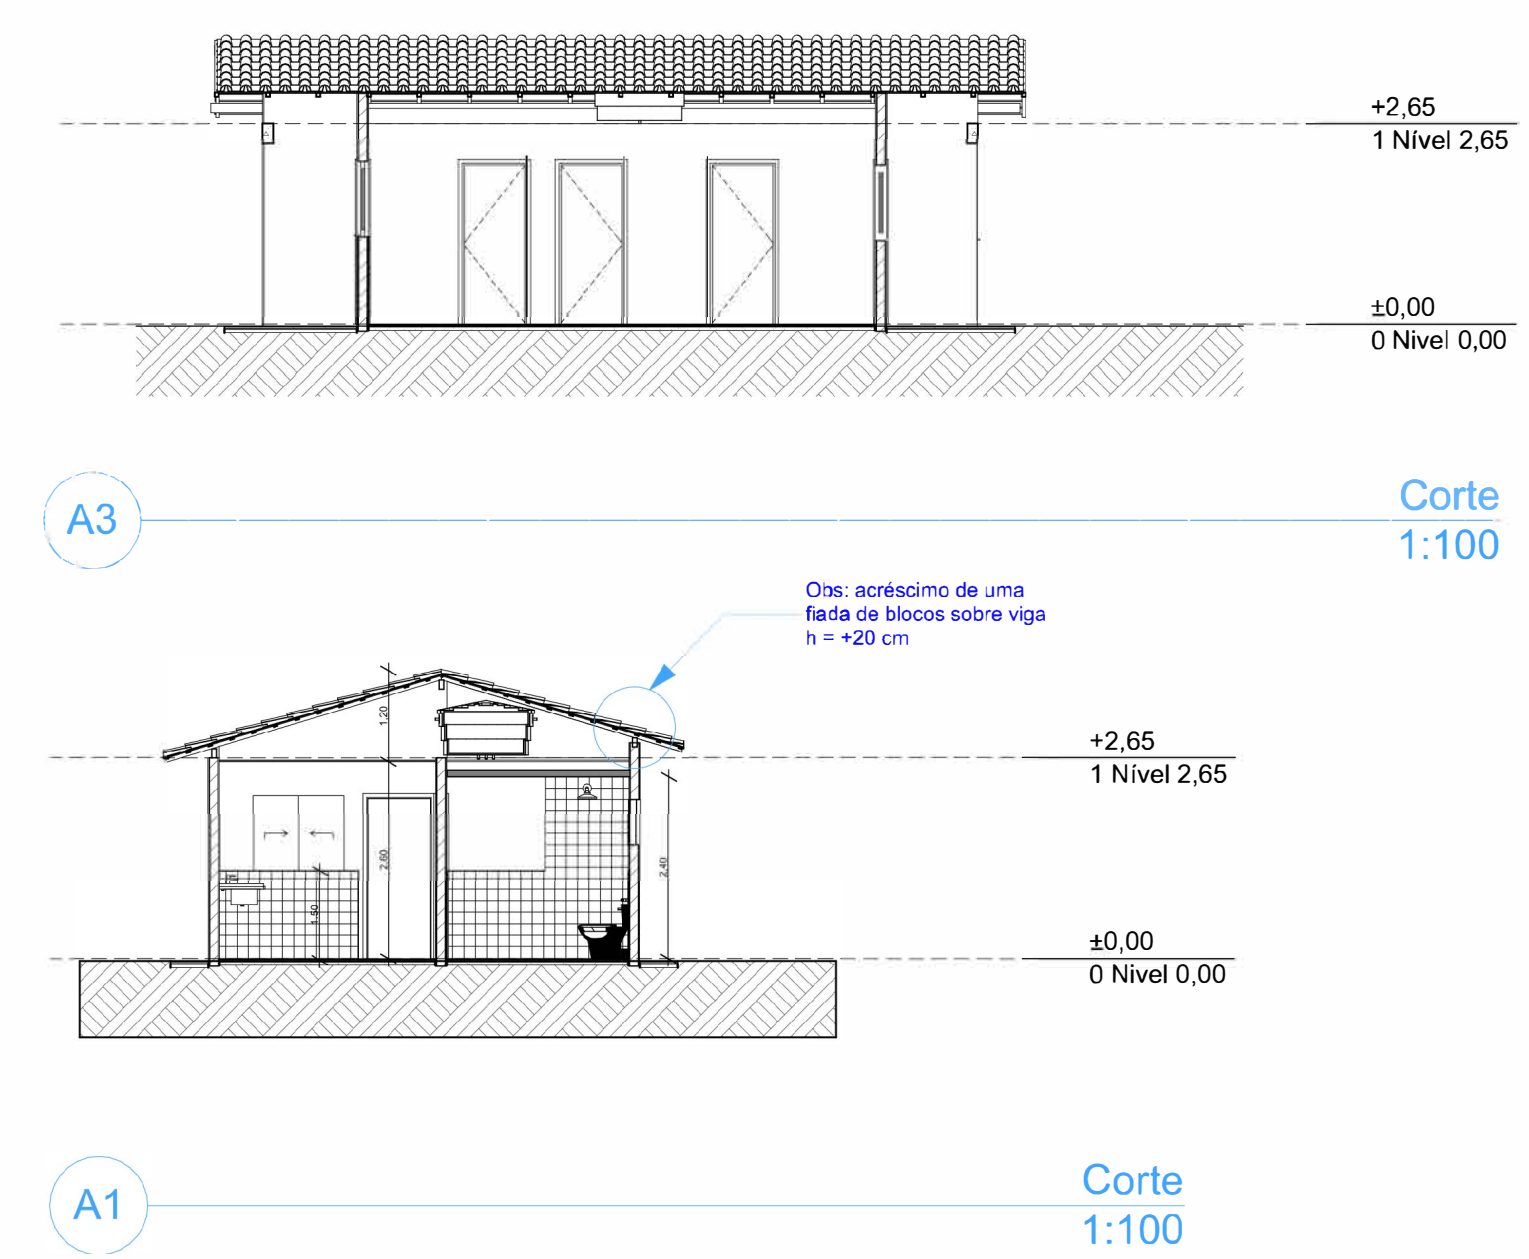 +2,65
1 Nível 2,65
±0,00
0 Nivel 0,00
A3
Corte
1:100
Obs: acréscimo de uma
fiada de blocos sobre viga
h = +20 cm
1,20
+2,65
1 Nível 2,65
2,60
2,40
1,50
±0,00
0 Nivel 0,00
A1
Corte
1:100